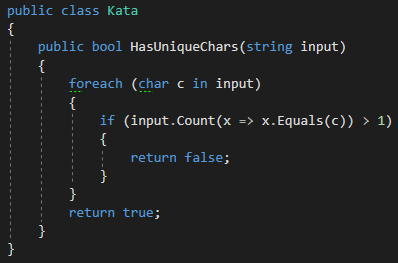 public class Kata
{
    public bool HasUniqueChars(string input)
    {
        foreach (char c in input)
        {
            if (input.Count(x => x.Equals(c)) > 1)
            {
                return false;
            }
        }
        return true;
    }
}